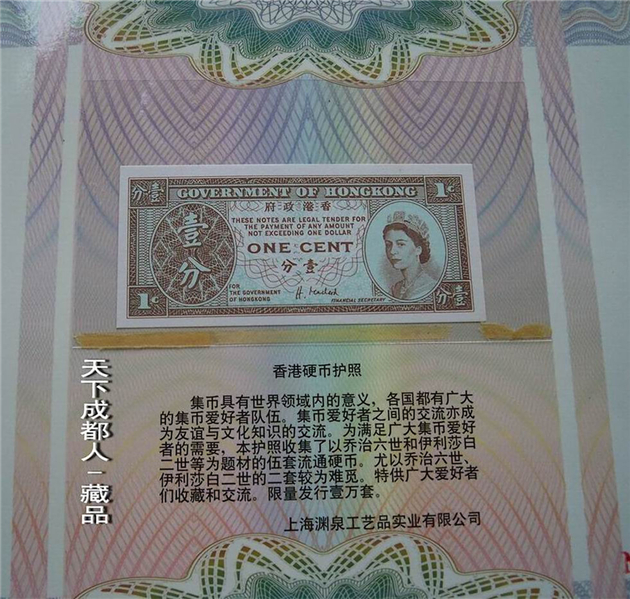 分壹
GOVERNMENT OF HONGKONG
1¢
府政港香
THESE NOTES ARE LEGAL TENDER FOR
THE PAYMENT OF ANY AMOUNT
NOT EXCEEDING ONE DOLLAR
壹分
ONE CENT
分壹
FOR
THE GOVERNMENT
OF HONGKONG
FINANCIAL SECRETARY
1¢
分壹
香港硬币护照
集币具有世界领域内的意义，各国都有广大
的集币爱好者队伍。集币爱好者之间的交流亦成
为友谊与文化知识的交流。为满足广大集币爱好
者的需要，本护照收集了以乔治六世和伊利莎白
二世等为题材的伍套流通硬币。尤以乔治六世、
伊利莎白二世的二套较为难觅。特供广大爱好者
们收藏和交流。限量发行壹万套。
上海渊泉工艺品实业有限公司
天下成都人-藏品